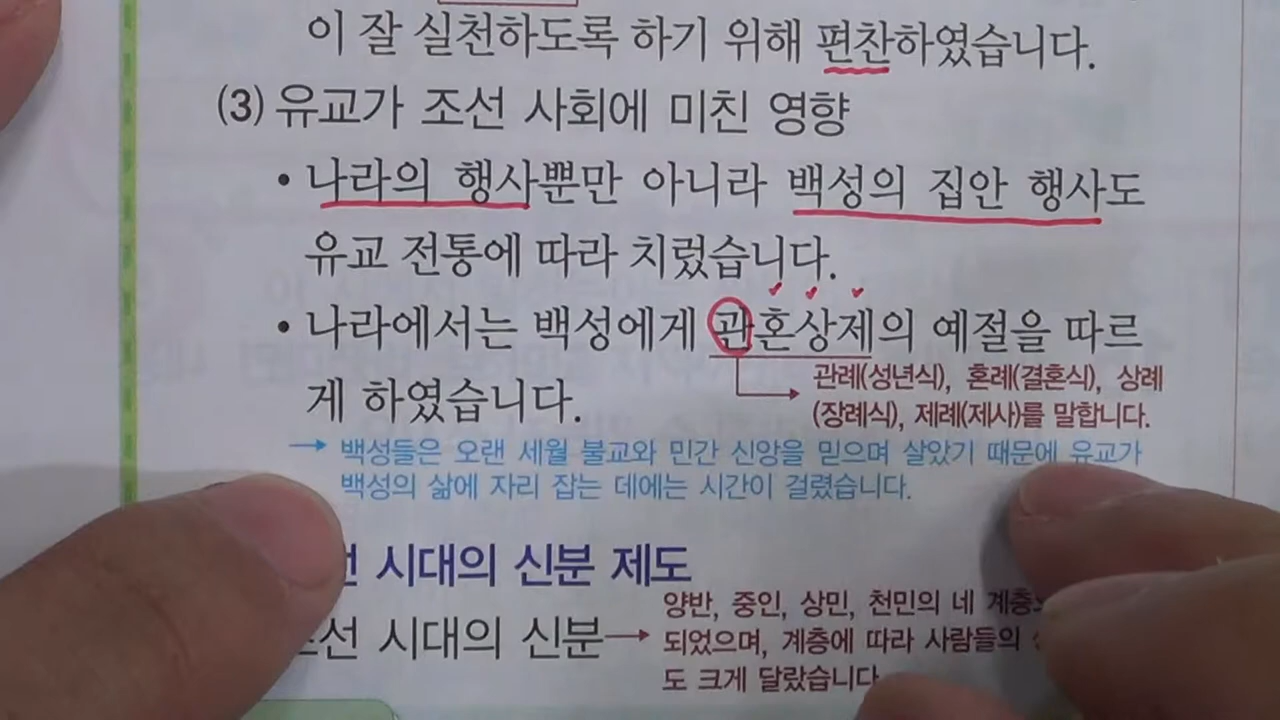 이 잘 실천하도록 하기 위해 편찬하였습니다.
(3) 유교가 조선 사회에 미친 영향
• 나라의 행사뿐만 아니라 백성의 집안 행사도
유교 전통에 따라 치렀습니다.
• 나라에서는 백성에게 관혼상제의 예절을 따르
게 하였습니다.
관례(성년식), 혼례(결혼식), 상례
(장례식), 제례(제사)를 말합니다.
→ 백성들은 오랜 세월 불교와 민간 신앙을 믿으며 살았기 때문에 유교가
백성의 삶에 자리 잡는 데에는 시간이 걸렸습니다.
시대의 신분 제도
조선 시대의 신분 →
양반, 중인, 상민, 천민의 네 계층
되었으며, 계층에 따라 사람들의
도 크게 달랐습니다